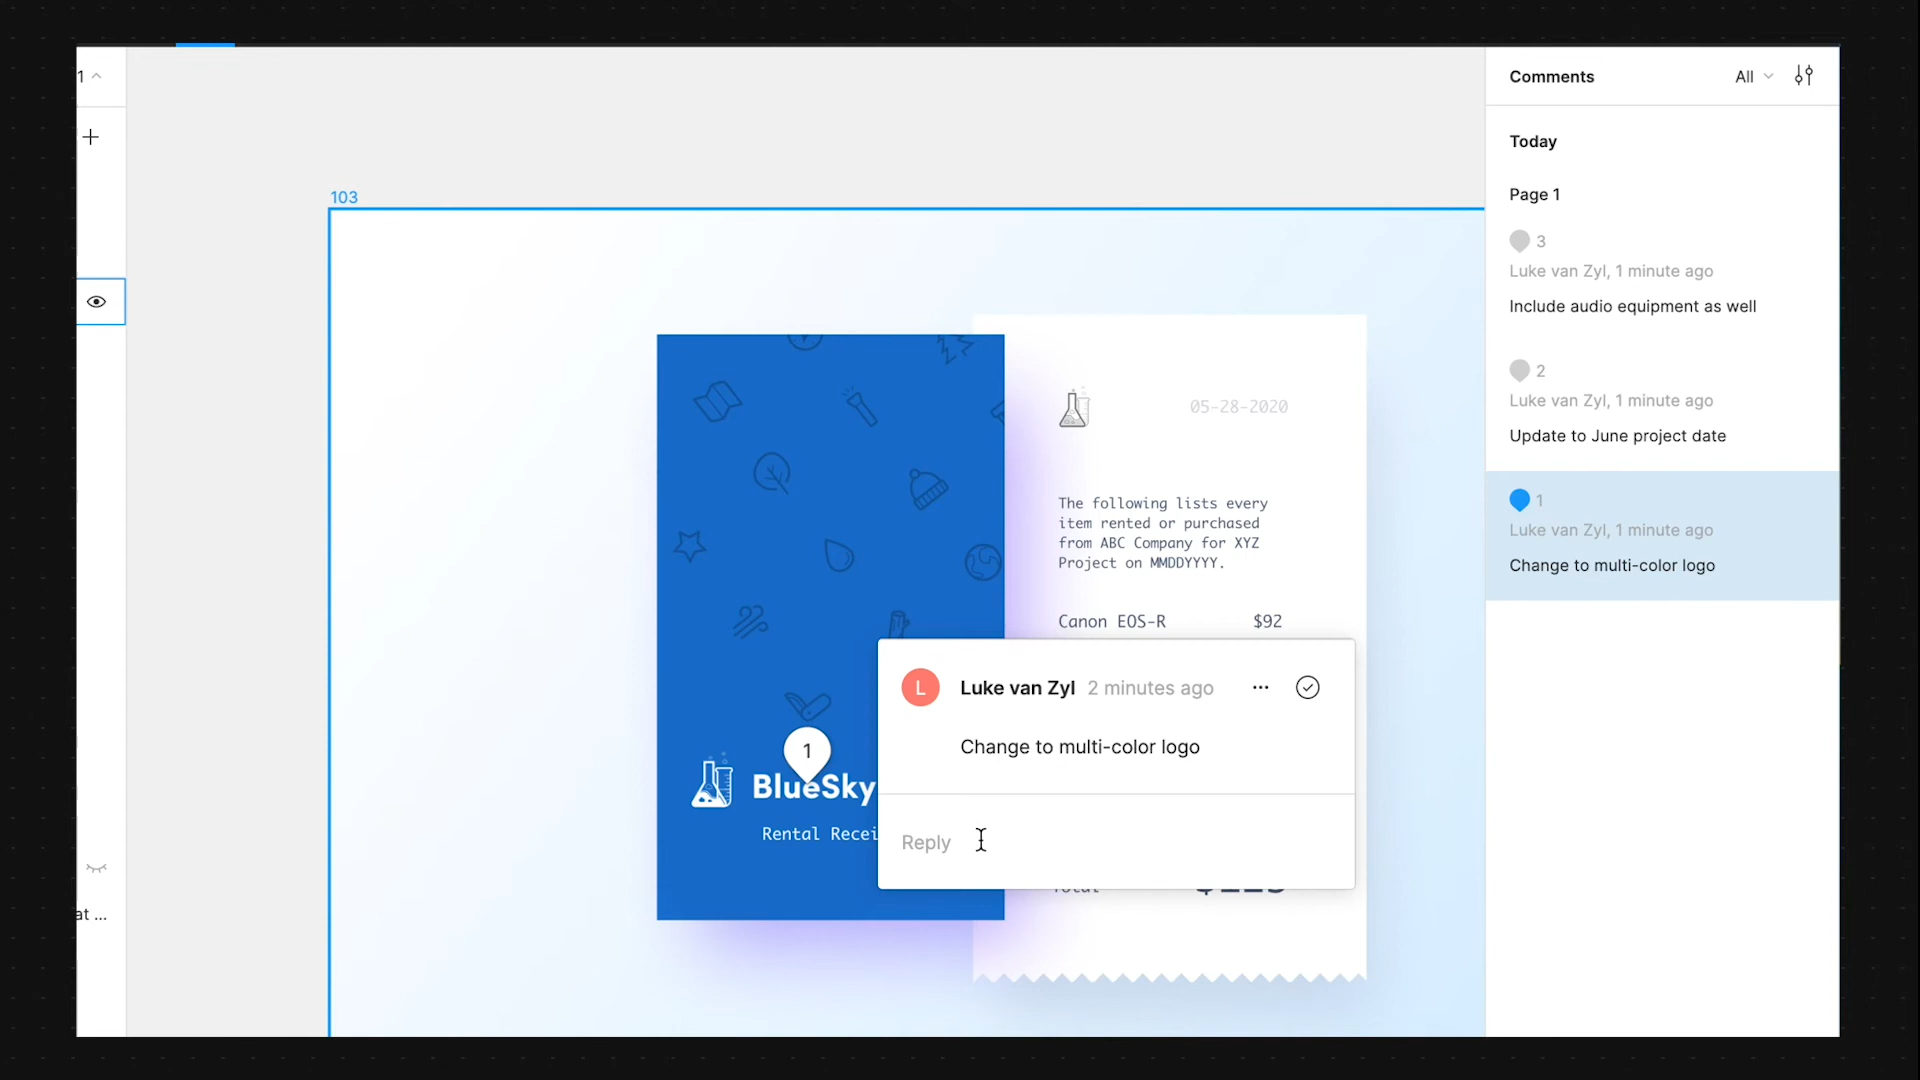 1
103
BlueSky
Rental Recei
05-28-2020
The following lists every
item rented or purchased
from ABC Company for XYZ
Project on MMDDYYYY.
Canon EOS-R $92
1
L Luke van Zyl 2 minutes ago ...
Change to multi-color logo
Reply
Total
at ...
Comments All
Today
Page 1
3
Luke van Zyl, 1 minute ago
Include audio equipment as well
2
Luke van Zyl, 1 minute ago
Update to June project date
1
Luke van Zyl, 1 minute ago
Change to multi-color logo